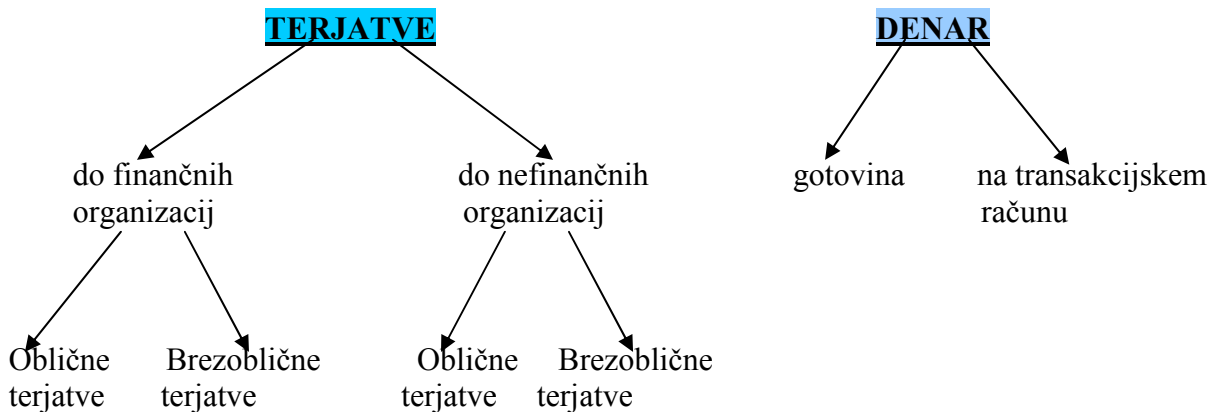 TERJATVE
DENAR
do finančnih
organizacij
do nefinančnih
organizacij
gotovina
na transakcijskem
računu
Oblične
terjatve
Brezoblične
terjatve
Oblične
terjatve
Brezoblične
terjatve